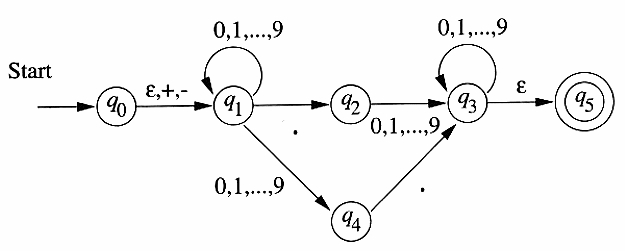 0,1,...,9 0,1,...,9
Start
q0 ε,+,- q1 q2 q3 ε q5
. 0,1,...,9
0,1,...,9 .
q4